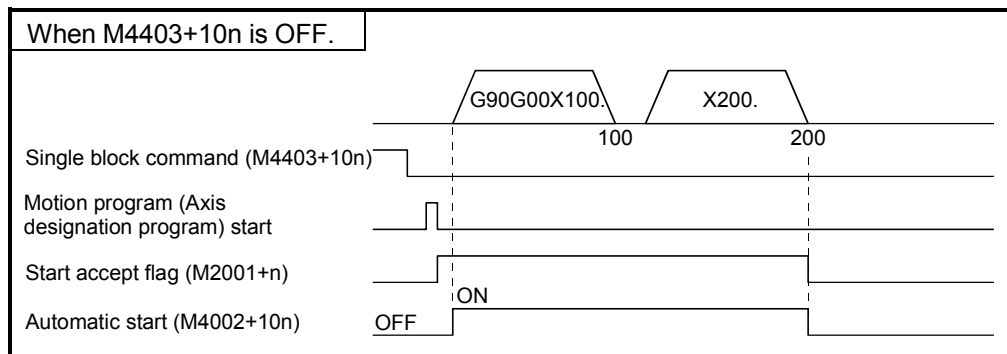 When M4403+10n is OFF.
G90G00X100.
X200.
100
200
Single block command (M4403+10n)
Motion program (Axis
designation program) start
Start accept flag (M2001+n)
ON
Automatic start (M4002+10n)
OFF